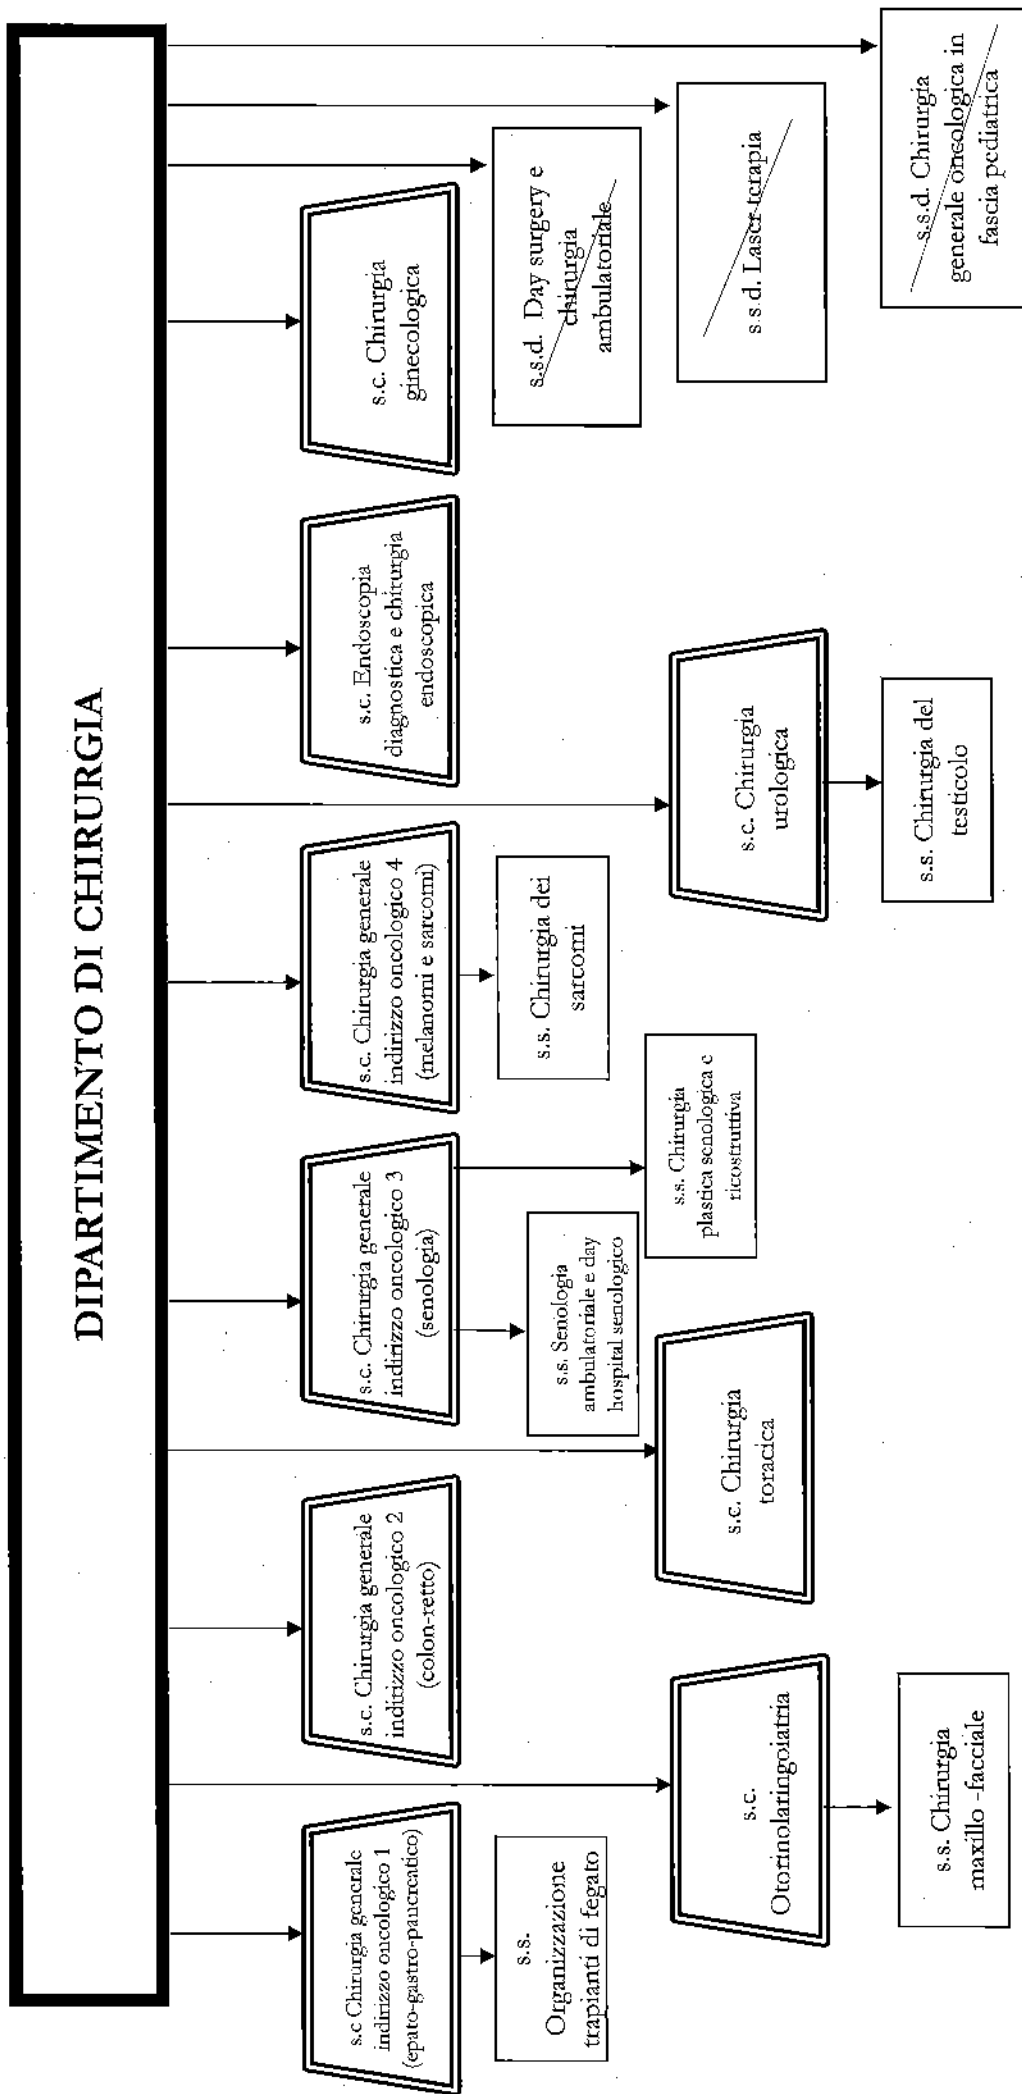 DIPARTIMENTO DI CHIRURGIA
s.c Chirurgia generale
indirizzo oncologico 1
(epato-gastro-pancreatico)
s.s.
Organizzazione
trapianti di fegato
s.c. Chirurgia generale
indirizzo oncologico 2
(colon-retto)
s.c. Chirurgia generale
indirizzo oncologico 3
(senologia)
s.s. Senologia
ambulatoriale e day
hospital senologico
s.s. Chirurgia
plastica senologica e
ricostruttiva
s.c. Chirurgia generale
indirizzo oncologico 4
(melanomi e sarcomi)
s.s. Chirurgia dei
sarcomi
s.c. Endoscopia
diagnostica e chirurgia
endoscopica
s.c. Chirurgia
ginecologica
s.c.
Otorinolaringoiatria
s.s. Chirurgia
maxillo -facciale
s.c. Chirurgia
toracica
s.c. Chirurgia
urologica
s.s. Chirurgia del
testicolo
s.s.d. Day surgery e
chirurgia
ambulatoriale
s.s.d. Laser-terapia
s.s.d. Chirurgia
generale oncologica in
fascia pediatrica